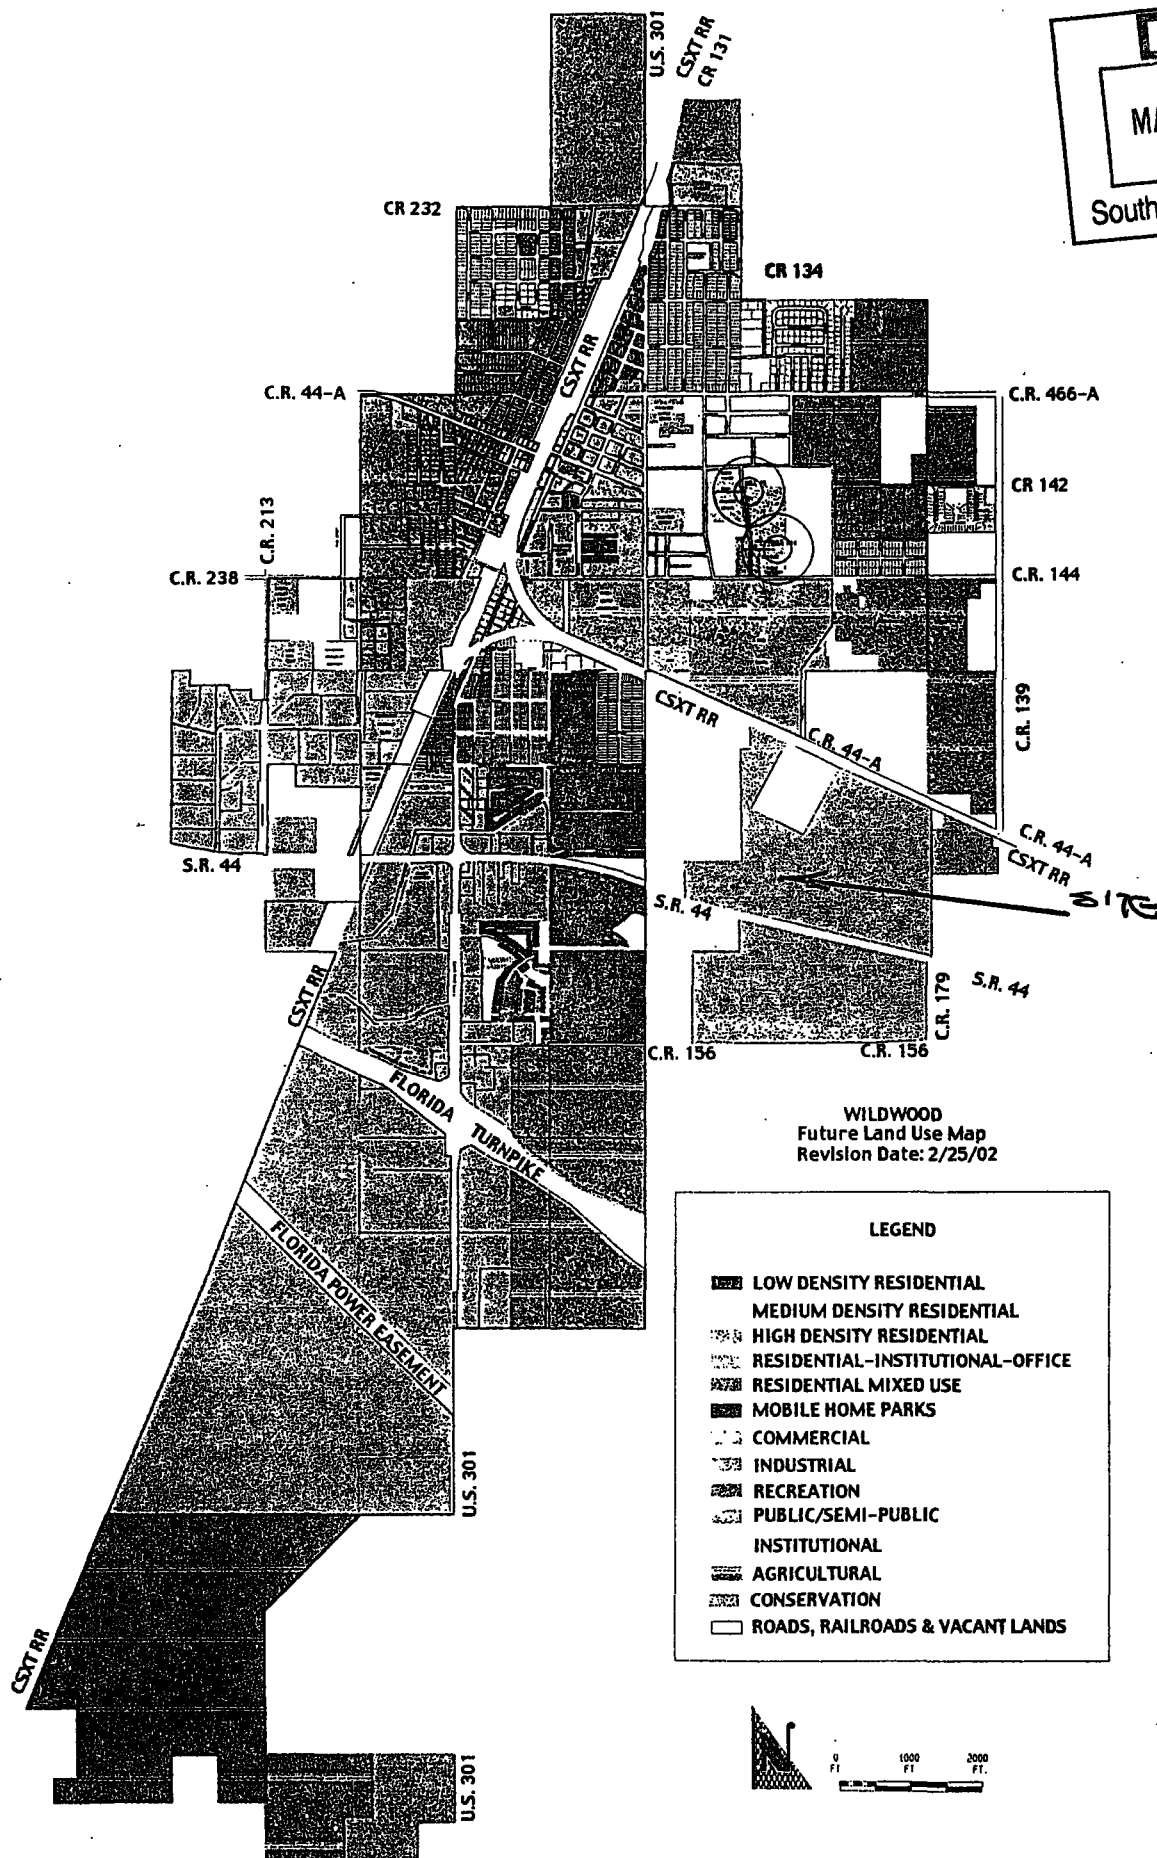 U.S. 301
CSXT RR
CR 131
MA
South
CR 232
CR 134
CSXT RR
C.R. 44-A
C.R. 466-A
CR 142
C.R. 213
C.R. 238
C.R. 144
CSXT RR
C.R. 139
C.R. 44-A
S.R. 44
C.R. 44-A
CSXT RR
SITE
S.R. 44
CSXT RR
S.R. 44
C.R. 179
C.R. 156
C.R. 156
FLORIDA TURNPIKE
WILDWOOD
Future Land Use Map
Revision Date: 2/25/02
FLORIDA POWER EASEMENT
LEGEND
LOW DENSITY RESIDENTIAL
MEDIUM DENSITY RESIDENTIAL
HIGH DENSITY RESIDENTIAL
RESIDENTIAL-INSTITUTIONAL-OFFICE
RESIDENTIAL MIXED USE
MOBILE HOME PARKS
COMMERCIAL
INDUSTRIAL
RECREATION
PUBLIC/SEMI-PUBLIC
INSTITUTIONAL
AGRICULTURAL
CONSERVATION
ROADS, RAILROADS & VACANT LANDS
U.S. 301
CSXT RR
N
0 1000 2000
FT FT FT.
U.S. 301